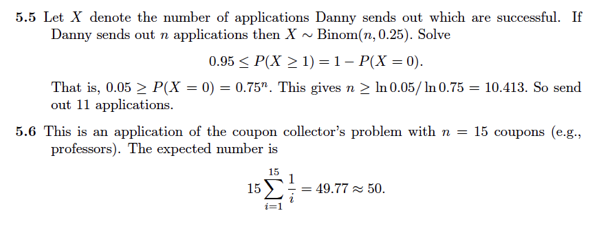 5.5 Let X denote the number of applications Danny sends out which are successful. If
Danny sends out n applications then X ∼ Binom(n, 0.25). Solve
0.95 ≤ P(X ≥ 1) = 1 − P(X = 0).
That is, 0.05 ≥ P(X = 0) = 0.75ⁿ. This gives n ≥ ln 0.05/ ln 0.75 = 10.413. So send
out 11 applications.
5.6 This is an application of the coupon collector's problem with n = 15 coupons (e.g.,
professors). The expected number is
15 ∑_{i=1}^{15} 1/i = 49.77 ≈ 50.